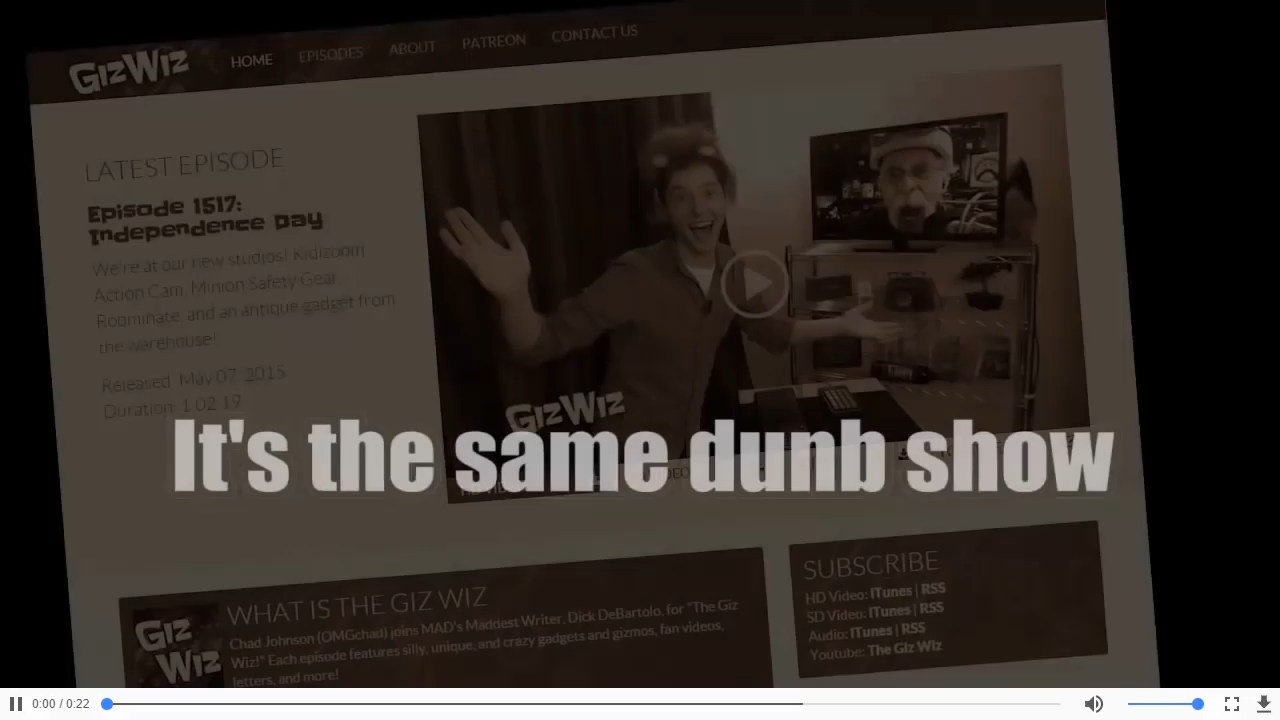 GizWiz
HOME EPISODES ABOUT PATREON CONTACT US
LATEST EPISODE
Episode 1517:
Independence Day
We're at our new studios! Kidizoom
Action Cam, Minion Safety Gear,
Roominate, and an antique gadget from
the warehouse!
Released: May 07, 2015
Duration: 1:02:19
GizWiz
It's the same dunb show
WHAT IS THE GIZ WIZ
Giz
Wiz
Chad Johnson (OMGchad) joins MAD's Maddest Writer, Dick DeBartolo, for "The Giz
Wiz!" Each episode features silly, unique, and crazy gadgets and gizmos, fan videos,
letters, and more!
SUBSCRIBE
HD Video: iTunes | RSS
SD Video: iTunes | RSS
Audio: iTunes | RSS
Youtube: The Giz Wiz
0:00 / 0:22